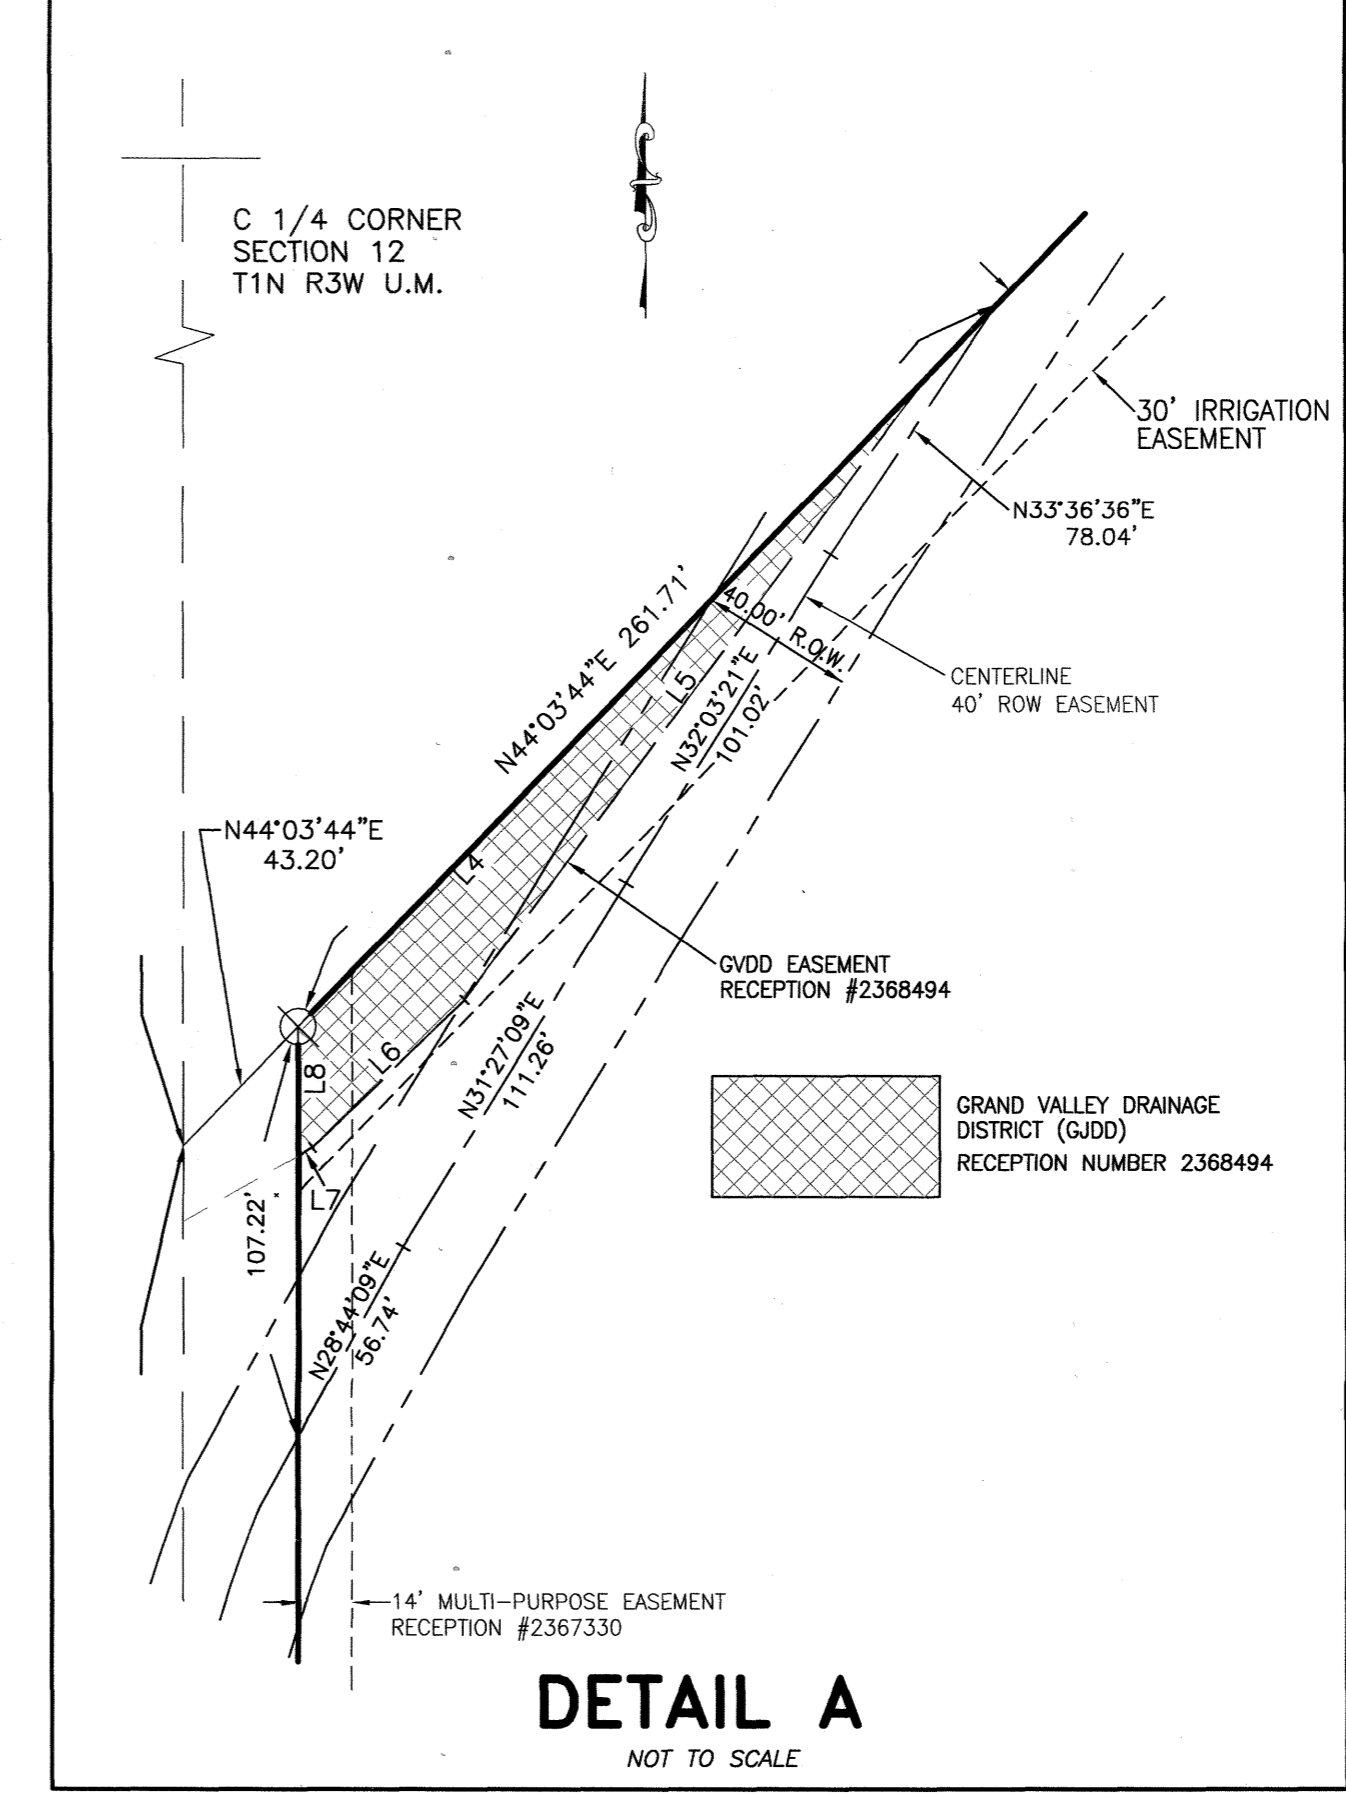 C 1/4 CORNER
SECTION 12
T1N R3W U.M.
30' IRRIGATION
EASEMENT
N33°36'36"E
78.04'
N44°03'44"E 261.71'
40.00' R.O.W.
L5
N32°03'21"E
101.02'
CENTERLINE
40' ROW EASEMENT
N44°03'44"E
43.20'
L4
GVDD EASEMENT
RECEPTION #2368494
L6
L8
N31°27'09"E
111.26'
GRAND VALLEY DRAINAGE
DISTRICT (GJDD)
RECEPTION NUMBER 2368494
L7
107.22'
N28°44'09"E
56.74'
14' MULTI-PURPOSE EASEMENT
RECEPTION #2367330
DETAIL A
NOT TO SCALE